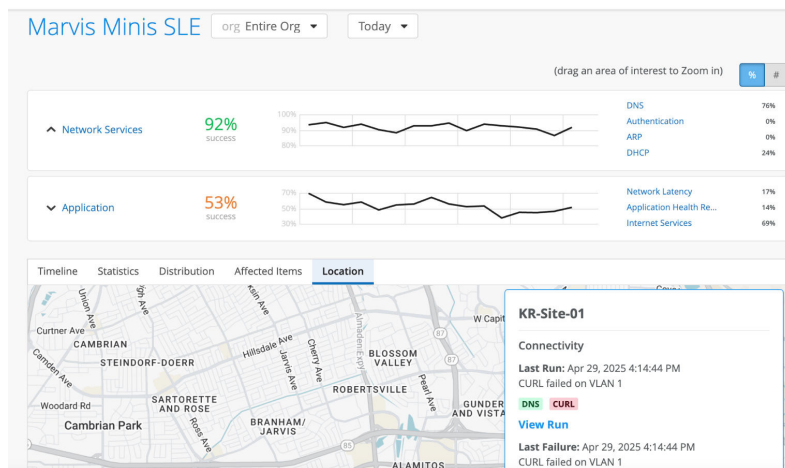 Marvis Minis SLE
org Entire Org
Today
(drag an area of interest to Zoom in)
% #
Network Services
92%
success
100%
90%
80%
DNS 76%
Authentication 0%
ARP 0%
DHCP 24%
Application
53%
success
70%
50%
30%
Network Latency 17%
Application Health Re... 14%
Internet Services 69%
Timeline Statistics Distribution Affected Items Location
Union Ave
Curtner Ave
CAMBRIAN
STEINDORF-DOERR
Camden Ave
Woodard Rd
Cambrian Park
SARTORETTE
AND ROSE
Ross Ave
Hillsdale Ave
Jarvis Ave
Cherry Ave
BRANHAM/
JARVIS
Almaden Expy
BLOSSOM
VALLEY
ROBERTSVILLE
Pearl Ave
W Capit
87
87
GUNDER
AND VISTA
85
ALAMITOS
KR-Site-01
Connectivity
Last Run: Apr 29, 2025 4:14:44 PM
CURL failed on VLAN 1
DNS CURL
View Run
Last Failure: Apr 29, 2025 4:14:44 PM
CURL failed on VLAN 1